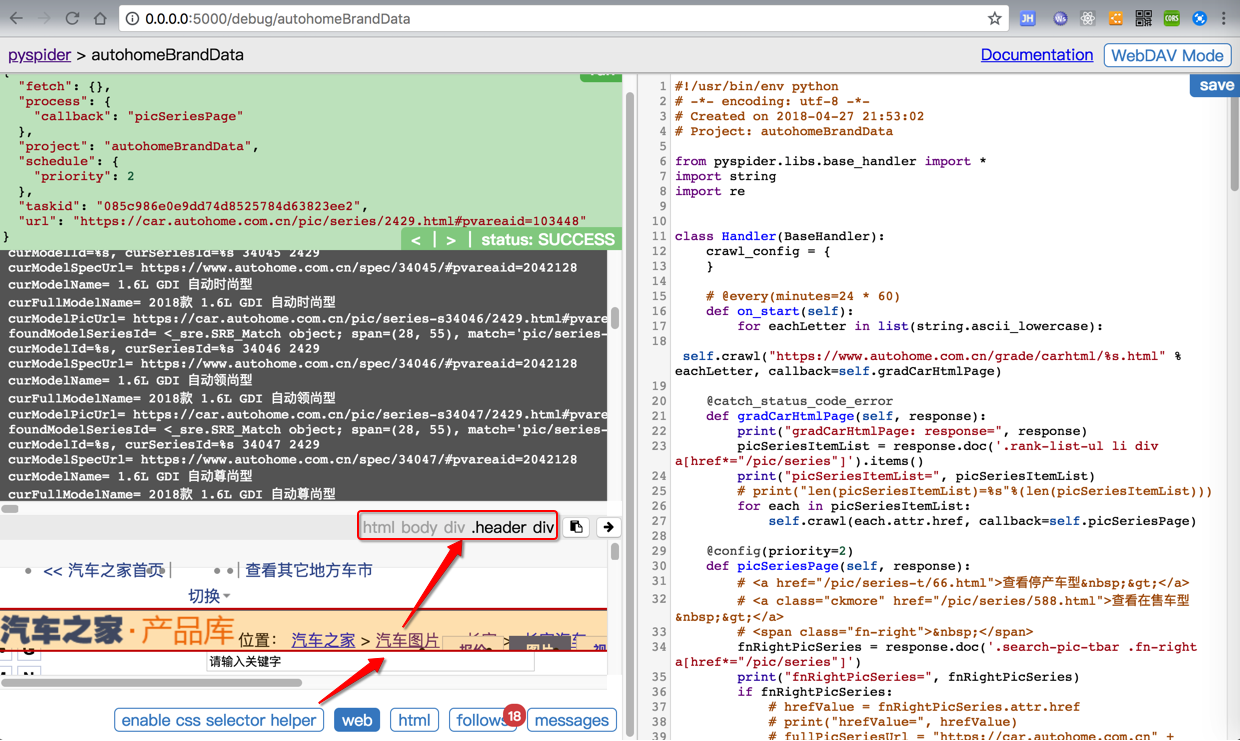 0.0.0.0:5000/debug/autohomeBrandData
pyspider > autohomeBrandData
Documentation
WebDAV Mode
{
"fetch": {},
"process": {
"callback": "picSeriesPage"
},
"project": "autohomeBrandData",
"schedule": {
"priority": 2
},
"taskid": "085c986e0e9dd74d8525784d63823ee2",
"url": "https://car.autohome.com.cn/pic/series/2429.html#pvareaid=103448"
}
< | > | status: SUCCESS
curModelId=%s, curSeriesId=%s 34045 2429
curModelSpecUrl= https://www.autohome.com.cn/spec/34045/#pvareaid=2042128
curModelName= 1.6L GDI 自动时尚型
curFullModelName= 2018款 1.6L GDI 自动时尚型
curModelPicUrl= https://car.autohome.com.cn/pic/series-s34046/2429.html#pvare
foundModelSeriesId= <_sre.SRE_Match object; span=(28, 55), match='pic/series-
curModelId=%s, curSeriesId=%s 34046 2429
curModelSpecUrl= https://www.autohome.com.cn/spec/34046/#pvareaid=2042128
curModelName= 1.6L GDI 自动领尚型
curFullModelName= 2018款 1.6L GDI 自动领尚型
curModelPicUrl= https://car.autohome.com.cn/pic/series-s34047/2429.html#pvare
foundModelSeriesId= <_sre.SRE_Match object; span=(28, 55), match='pic/series-
curModelId=%s, curSeriesId=%s 34047 2429
curModelSpecUrl= https://www.autohome.com.cn/spec/34047/#pvareaid=2042128
curModelName= 1.6L GDI 自动尊尚型
curFullModelName= 2018款 1.6L GDI 自动尊尚型
html body div .header div
<< 汽车之家首页 | | 查看其它地方车市
切换
汽车之家·产品库 位置： 汽车之家 > 汽车图片
请输入关键字
enable css selector helper
web
html
follows
18
messages
save
1 #!/usr/bin/env python
2 # -*- encoding: utf-8 -*-
3 # Created on 2018-04-27 21:53:02
4 # Project: autohomeBrandData
5
6 from pyspider.libs.base_handler import *
7 import string
8 import re
9
10
11 class Handler(BaseHandler):
12 crawl_config = {
13 }
14
15 # @every(minutes=24 * 60)
16 def on_start(self):
17 for eachLetter in list(string.ascii_lowercase):
18
self.crawl("https://www.autohome.com.cn/grade/carhtml/%s.html" %
eachLetter, callback=self.gradCarHtmlPage)
19
20 @catch_status_code_error
21 def gradCarHtmlPage(self, response):
22 print("gradCarHtmlPage: response=", response)
23 picSeriesItemList = response.doc('.rank-list-ul li div
a[href*="/pic/series"]').items()
24 print("picSeriesItemList=", picSeriesItemList)
25 # print("len(picSeriesItemList)=%s"%(len(picSeriesItemList)))
26 for each in picSeriesItemList:
27 self.crawl(each.attr.href, callback=self.picSeriesPage)
28
29 @config(priority=2)
30 def picSeriesPage(self, response):
31 # <a href="/pic/series-t/66.html">查看停产车型&nbsp;&gt;</a>
32 # <a class="ckmore" href="/pic/series/588.html">查看在售车型
&nbsp;&gt;</a>
33 # <span class="fn-right">&nbsp;</span>
34 fnRightPicSeries = response.doc('.search-pic-tbar .fn-right
a[href*="/pic/series"]')
35 print("fnRightPicSeries=", fnRightPicSeries)
36 if fnRightPicSeries:
37 # hrefValue = fnRightPicSeries.attr.href
38 # print("hrefValue=", hrefValue)
39 # fullPicSeriesUrl = "https://car.autohome.com.cn" +